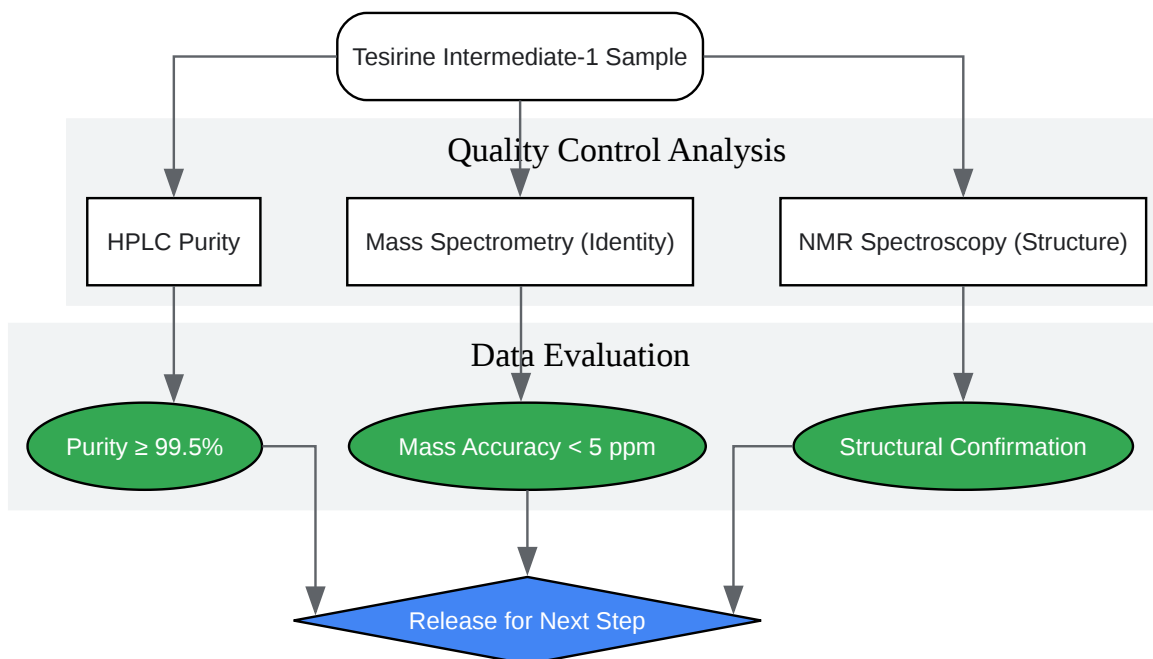 Tesirine Intermediate-1 Sample
Quality Control Analysis
HPLC Purity
Mass Spectrometry (Identity)
NMR Spectroscopy (Structure)
Data Evaluation
Purity ≥ 99.5%
Mass Accuracy < 5 ppm
Structural Confirmation
Release for Next Step